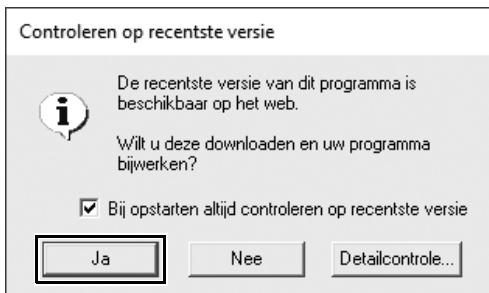 Controleren op recentste versie
De recentste versie van dit programma is
beschikbaar op het web.
Wilt u deze downloaden en uw programma
bijwerken?
Bij opstarten altijd controleren op recentste versie
Ja
Nee
Detailcontrole...